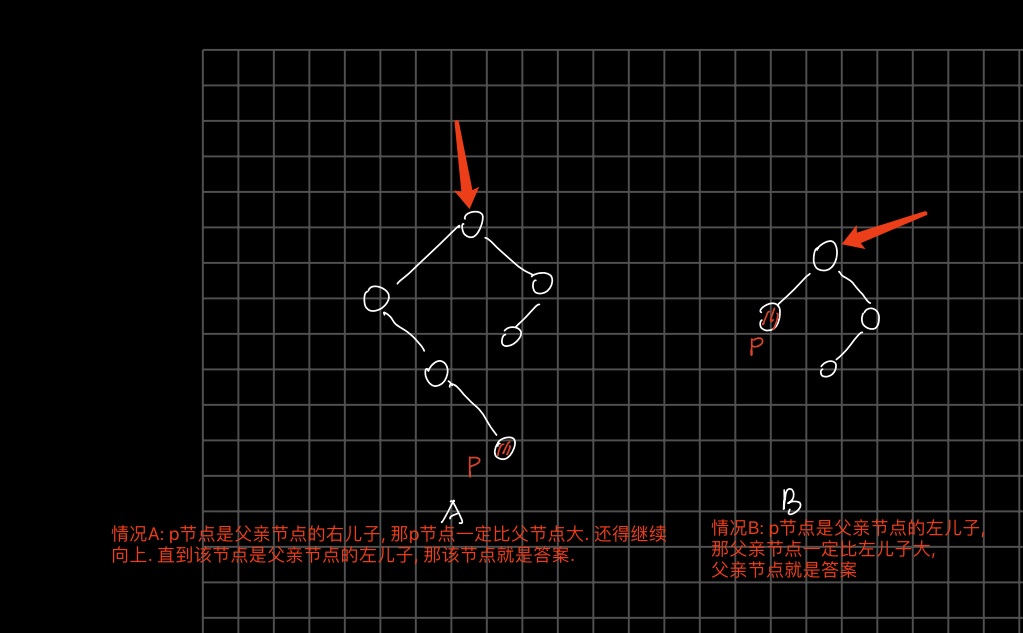 P
P
A
B
情况A: p节点是父亲节点的右儿子, 那p节点一定比父节点大. 还得继续
向上. 直到该节点是父亲节点的左儿子, 那该节点就是答案.
情况B: p节点是父亲节点的左儿子,
那父亲节点一定比左儿子大,
父亲节点就是答案